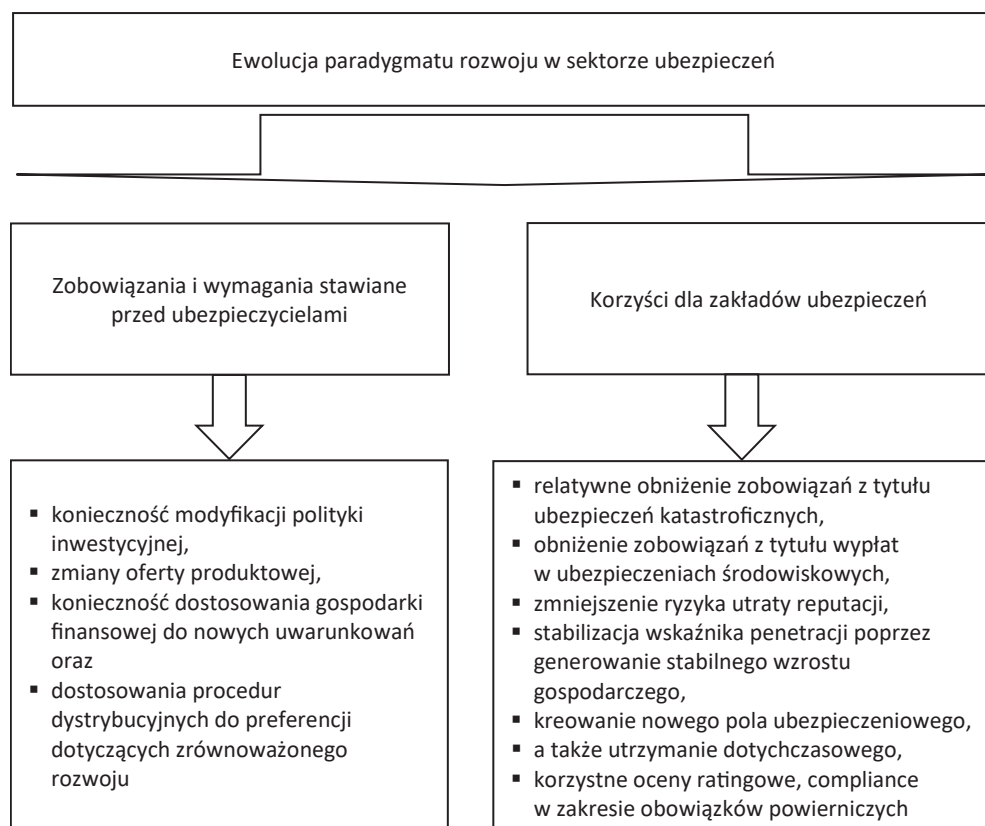 Ewolucja paradygmatu rozwoju w sektorze ubezpieczeń
Zobowiązania i wymagania stawiane
przed ubezpieczycielami
Korzyści dla zakładów ubezpieczeń
▪ konieczność modyfikacji polityki
inwestycyjnej,
▪ zmiany oferty produktowej,
▪ konieczność dostosowania gospodarki
finansowej do nowych uwarunkowań
oraz
▪ dostosowania procedur
dystrybucyjnych do preferencji
dotyczących zrównoważonego
rozwoju
▪ relatywne obniżenie zobowiązań z tytułu
ubezpieczeń katastroficznych,
▪ obniżenie zobowiązań z tytułu wypłat
w ubezpieczeniach środowiskowych,
▪ zmniejszenie ryzyka utraty reputacji,
▪ stabilizacja wskaźnika penetracji poprzez
generowanie stabilnego wzrostu
gospodarczego,
▪ kreowanie nowego pola ubezpieczeniowego,
▪ a także utrzymanie dotychczasowego,
▪ korzystne oceny ratingowe, compliance
w zakresie obowiązków powierniczych